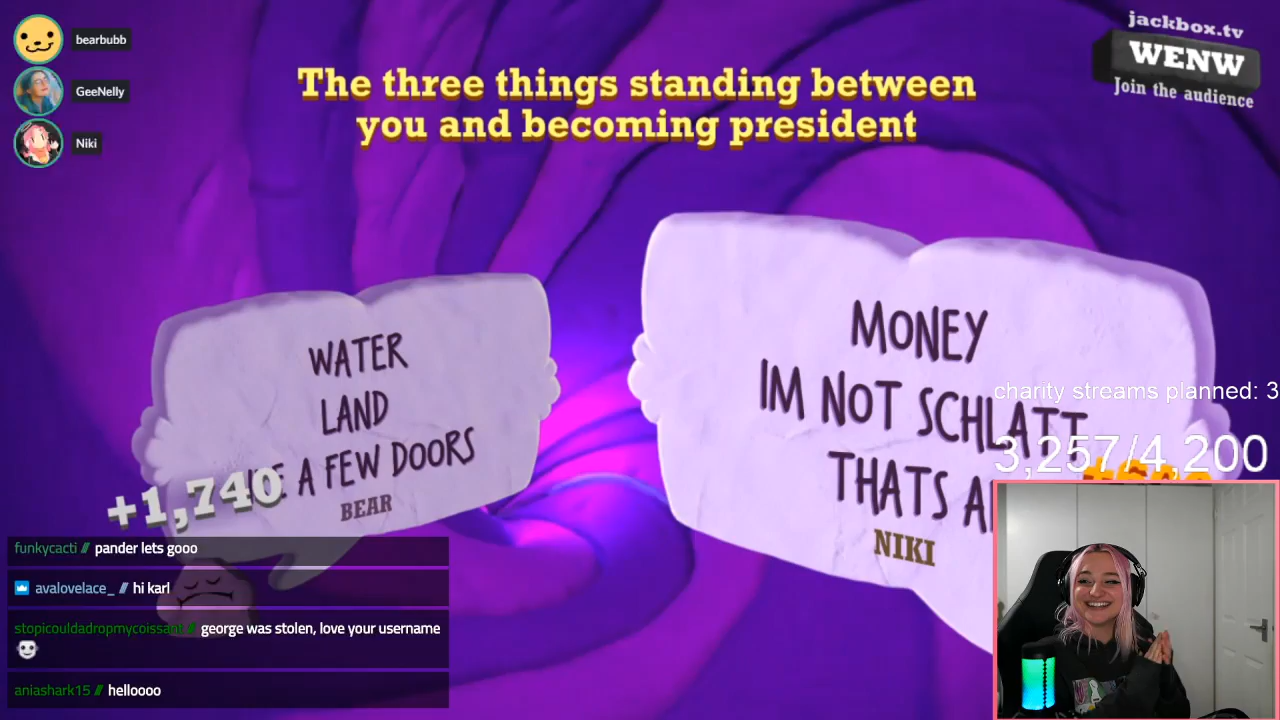 bearbubb
GeeNelly
Niki
The three things standing between
you and becoming president
jackbox.tv
WENW
Join the audience
WATER
LAND
A FEW DOORS
BEAR
+1,740
MONEY
IM NOT SCHLATT
THATS
NIKI
charity streams planned: 3
3,257/4,200
funkycacti // pander lets gooo
avalovelace_ // hi karl
stopicouldadropmycoissant // george was stolen, love your username
aniashark15 // helloooo